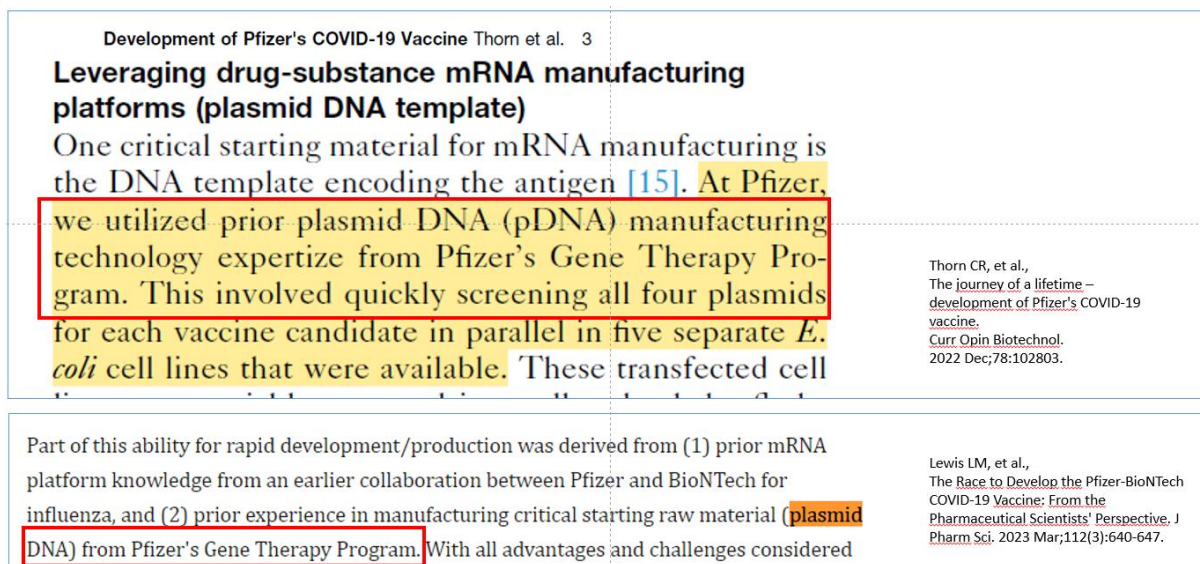 Development of Pfizer's COVID-19 Vaccine Thorn et al. 3
Leveraging drug-substance mRNA manufacturing
platforms (plasmid DNA template)
One critical starting material for mRNA manufacturing is
the DNA template encoding the antigen [15]. At Pfizer,
we utilized prior plasmid DNA (pDNA) manufacturing
technology expertize from Pfizer's Gene Therapy Pro-
gram. This involved quickly screening all four plasmids
for each vaccine candidate in parallel in five separate E.
coli cell lines that were available. These transfected cell
Thorn CR, et al.,
The journey of a lifetime –
development of Pfizer's COVID-19
vaccine.
Curr Opin Biotechnol.
2022 Dec;78:102803.
Part of this ability for rapid development/production was derived from (1) prior mRNA
platform knowledge from an earlier collaboration between Pfizer and BioNTech for
influenza, and (2) prior experience in manufacturing critical starting raw material (plasmid
DNA) from Pfizer's Gene Therapy Program. With all advantages and challenges considered
Lewis LM, et al.,
The Race to Develop the Pfizer-BioNTech
COVID-19 Vaccine: From the
Pharmaceutical Scientists' Perspective. J
Pharm Sci. 2023 Mar;112(3):640-647.